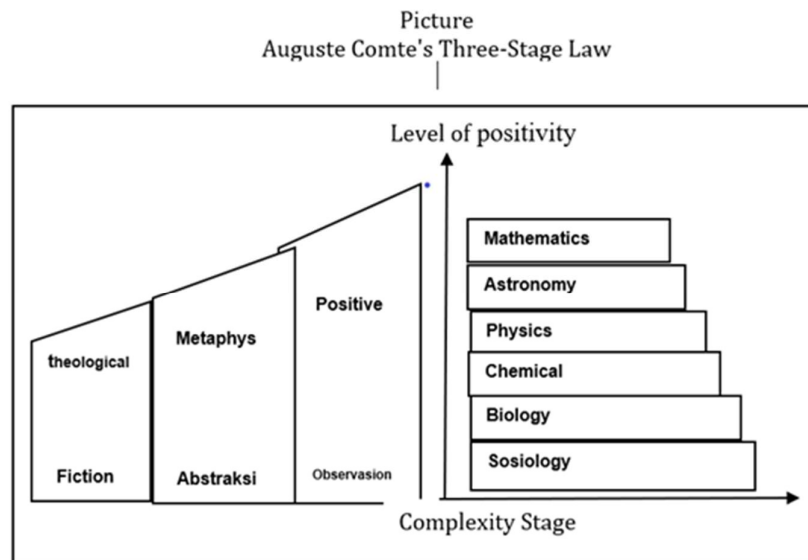 Picture
Auguste Comte's Three-Stage Law
Level of positivity
theological
Metaphys
Positive
Fiction
Abstraksi
Observasion
Mathematics
Astronomy
Physics
Chemical
Biology
Sosiology
Complexity Stage